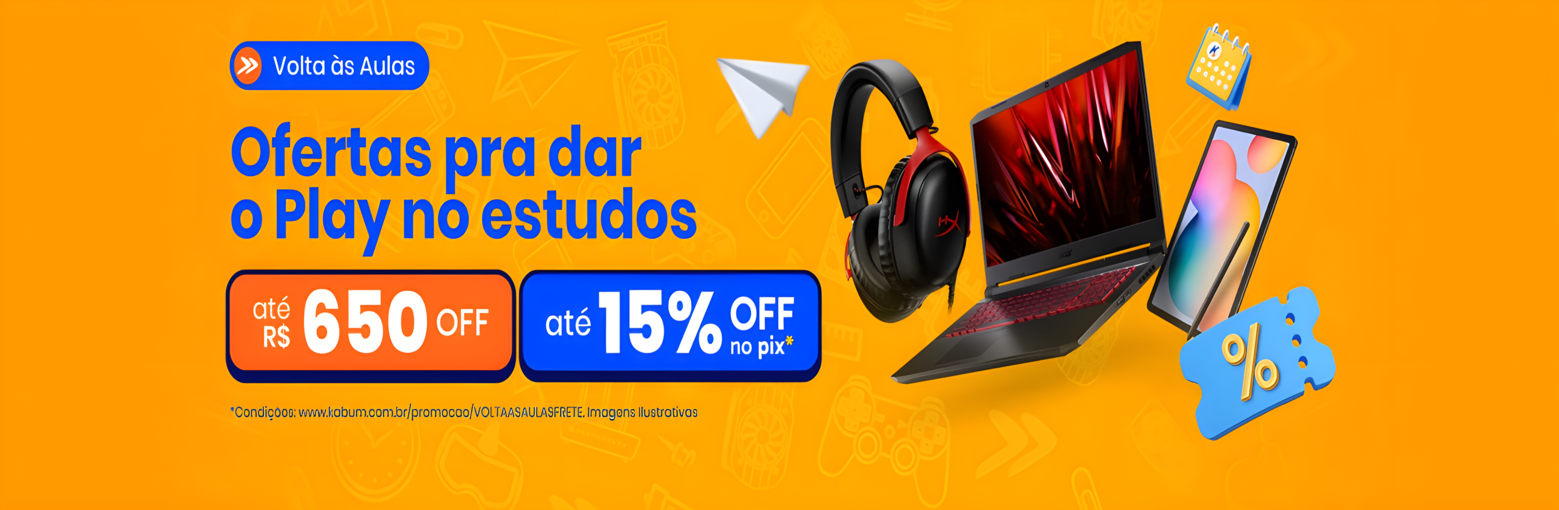 Volta às Aulas
Ofertas pra dar
o Play no estudos
até
R$ 650 OFF
até 15% OFF
no pix*
*Condições: www.kabum.com.br/promocao/VOLTAASAULASFRETE. Imagens Ilustrativas
K
HX
%